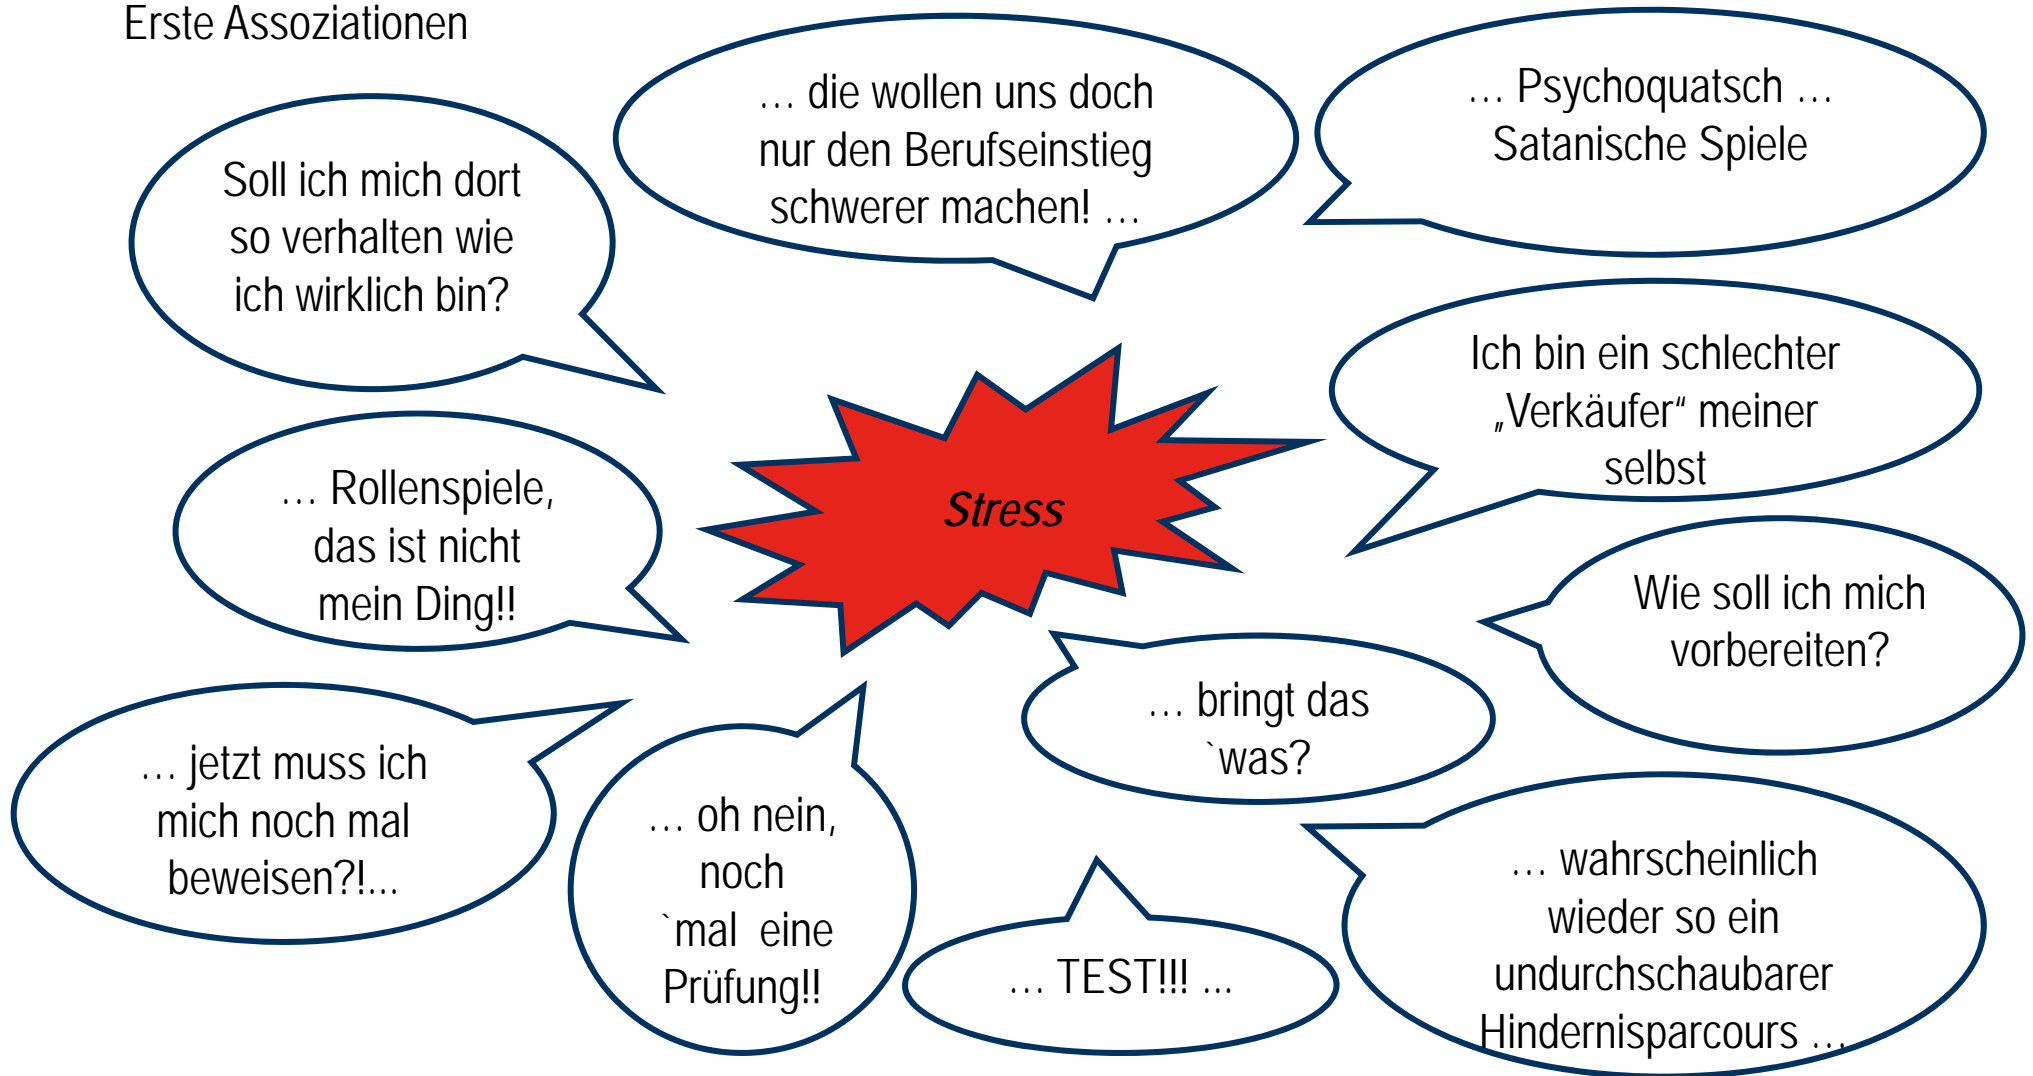 Erste Assoziationen
… die wollen uns doch
nur den Berufseinstieg
schwerer machen! …
… Psychoquatsch …
Satanische Spiele
Soll ich mich dort
so verhalten wie
ich wirklich bin?
Ich bin ein schlechter
„Verkäufer“ meiner
selbst
… Rollenspiele,
das ist nicht
mein Ding!!
Stress
Wie soll ich mich
vorbereiten?
… bringt das
`was?
… jetzt muss ich
mich noch mal
beweisen?!...
… oh nein,
noch
`mal eine
Prüfung!!
… TEST!!! ...
… wahrscheinlich
wieder so ein
undurchschaubarer
Hindernisparcours …